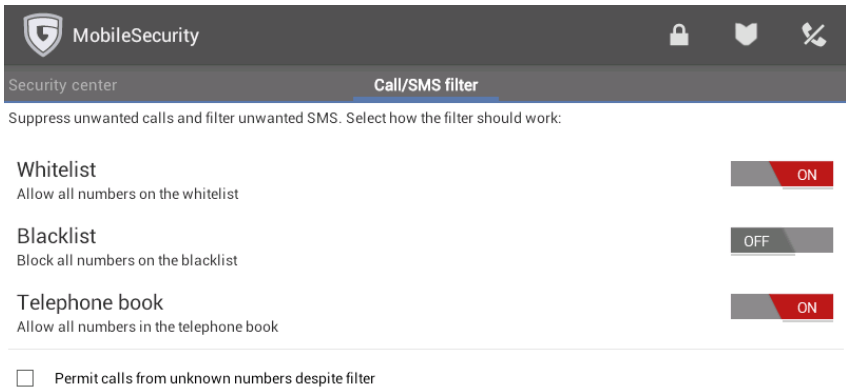 MobileSecurity
Security center
Call/SMS filter
Suppress unwanted calls and filter unwanted SMS. Select how the filter should work:
Whitelist
ON
Allow all numbers on the whitelist
Blacklist
OFF
Block all numbers on the blacklist
Telephone book
ON
Allow all numbers in the telephone book
Permit calls from unknown numbers despite filter